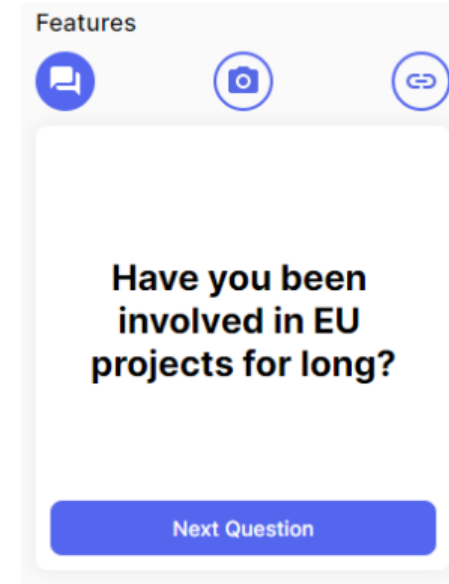 Features
Have you been
involved in EU
projects for long?
Next Question